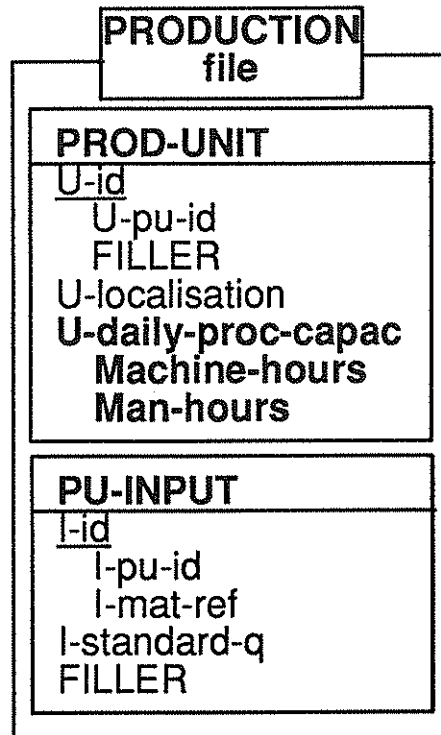 PRODUCTION
file
PROD-UNIT
U-id
U-pu-id
FILLER
U-localisation
U-daily-proc-capac
Machine-hours
Man-hours
PU-INPUT
I-id
I-pu-id
I-mat-ref
I-standard-q
FILLER